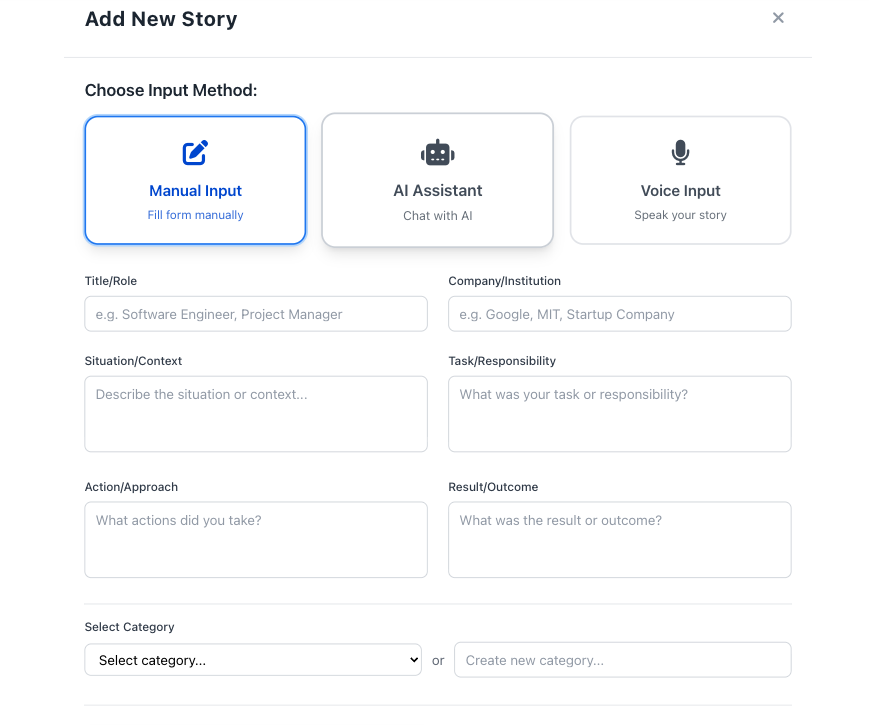 Add New Story
Choose Input Method:
Manual Input
Fill form manually
AI Assistant
Chat with AI
Voice Input
Speak your story
Title/Role
e.g. Software Engineer, Project Manager
Company/Institution
e.g. Google, MIT, Startup Company
Situation/Context
Describe the situation or context...
Task/Responsibility
What was your task or responsibility?
Action/Approach
What actions did you take?
Result/Outcome
What was the result or outcome?
Select Category
Select category...
or
Create new category...